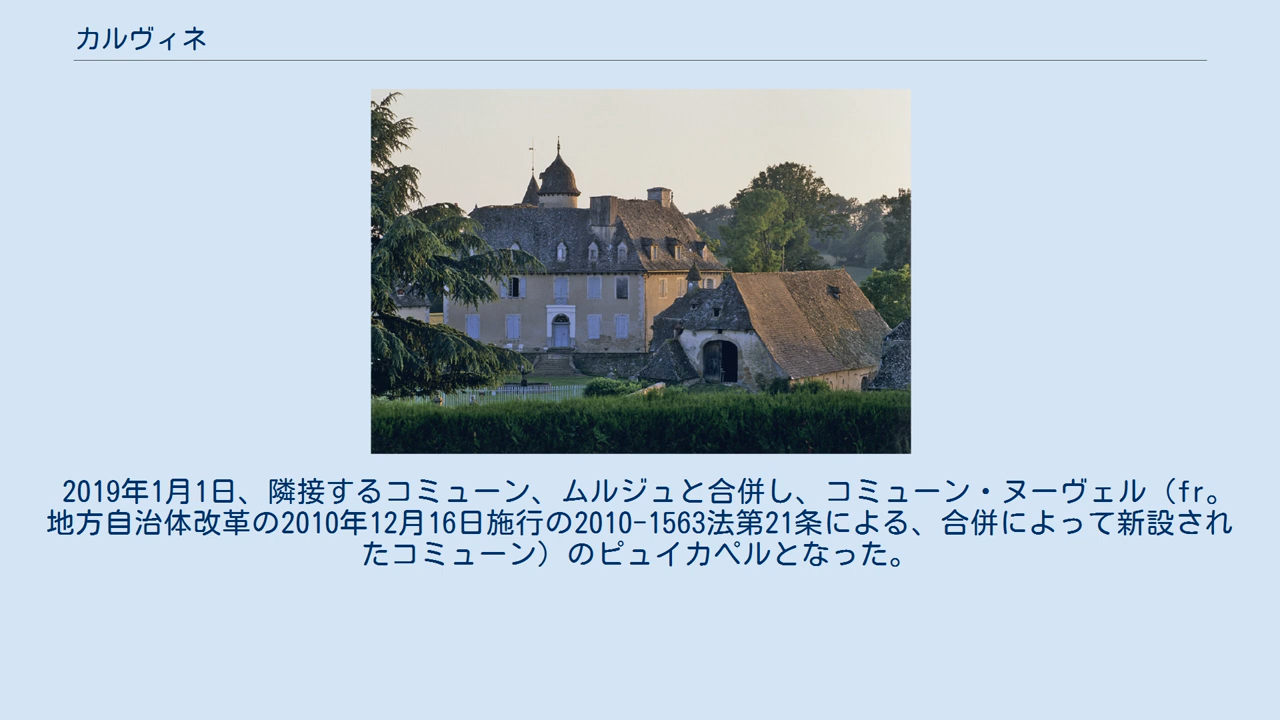 カルヴィネ
2019年1月1日、隣接するコミューン、ムルジュと合併し、コミューン・ヌーヴェル（fr。
地方自治体改革の2010年12月16日施行の2010-1563法第21条による、合併によって新設され
たコミューン）のピュイカペルとなった。